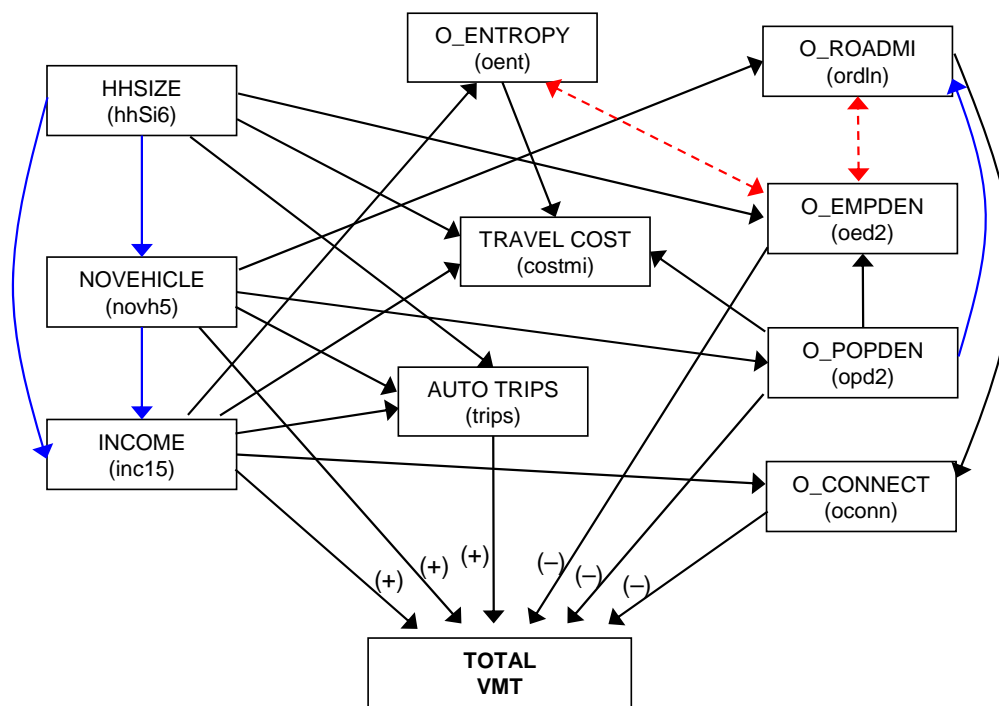 O_ENTROPY
(oent)
O_ROADMI
(ordln)
HHSIZE
(hhSi6)
O_EMPDEN
(oed2)
TRAVEL COST
(costmi)
NOVEHICLE
(novh5)
O_POPDEN
(opd2)
AUTO TRIPS
(trips)
INCOME
(inc15)
O_CONNECT
(oconn)
(+)
(+)
(+)
(–)
(–)
(–)
TOTAL
VMT